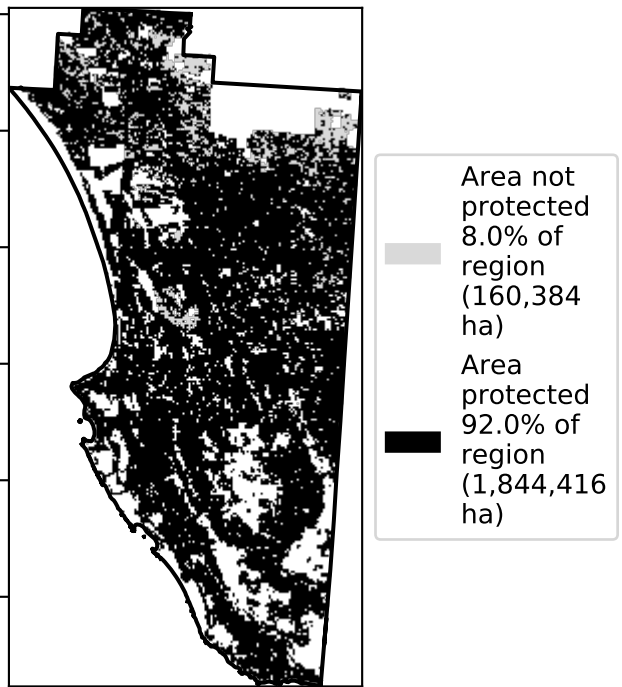 Area not
protected
8.0% of
region
(160,384
ha)
Area
protected
92.0% of
region
(1,844,416
ha)